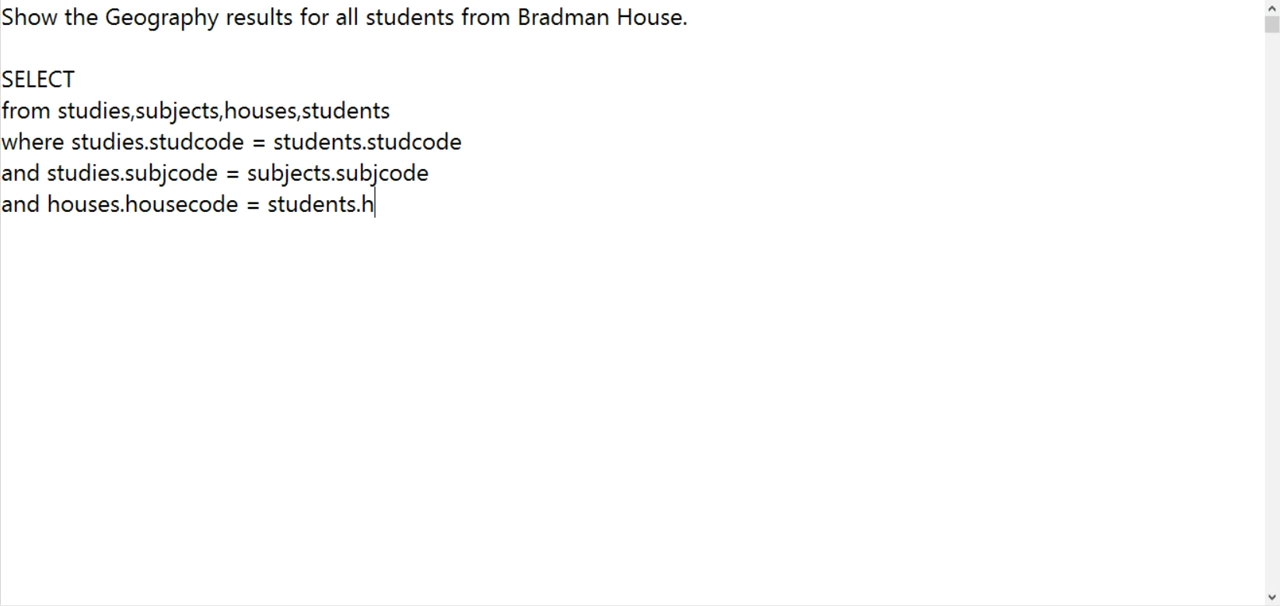 Show the Geography results for all students from Bradman House.
SELECT
from studies,subjects,houses,students
where studies.studcode = students.studcode
and studies.subjcode = subjects.subjcode
and houses.housecode = students.h